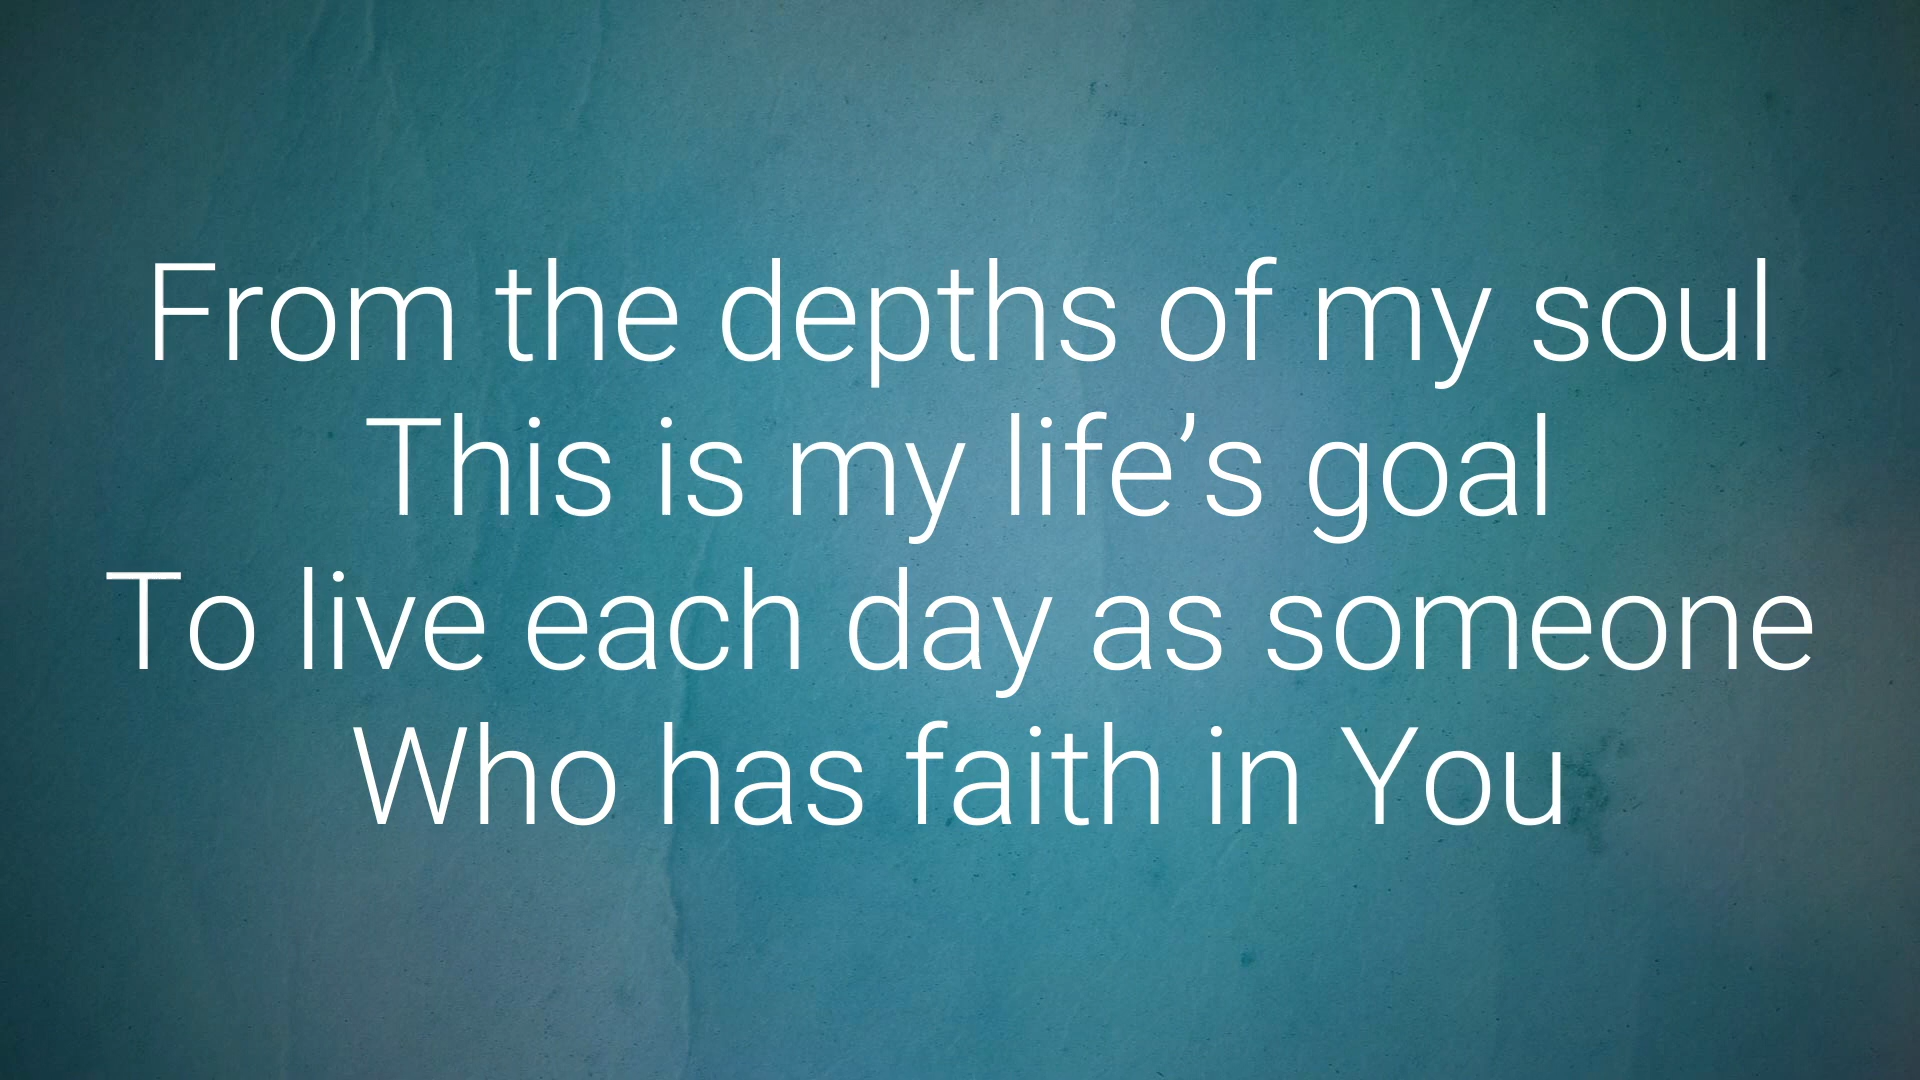 From the depths of my soul
This is my life’s goal
To live each day as someone
Who has faith in You